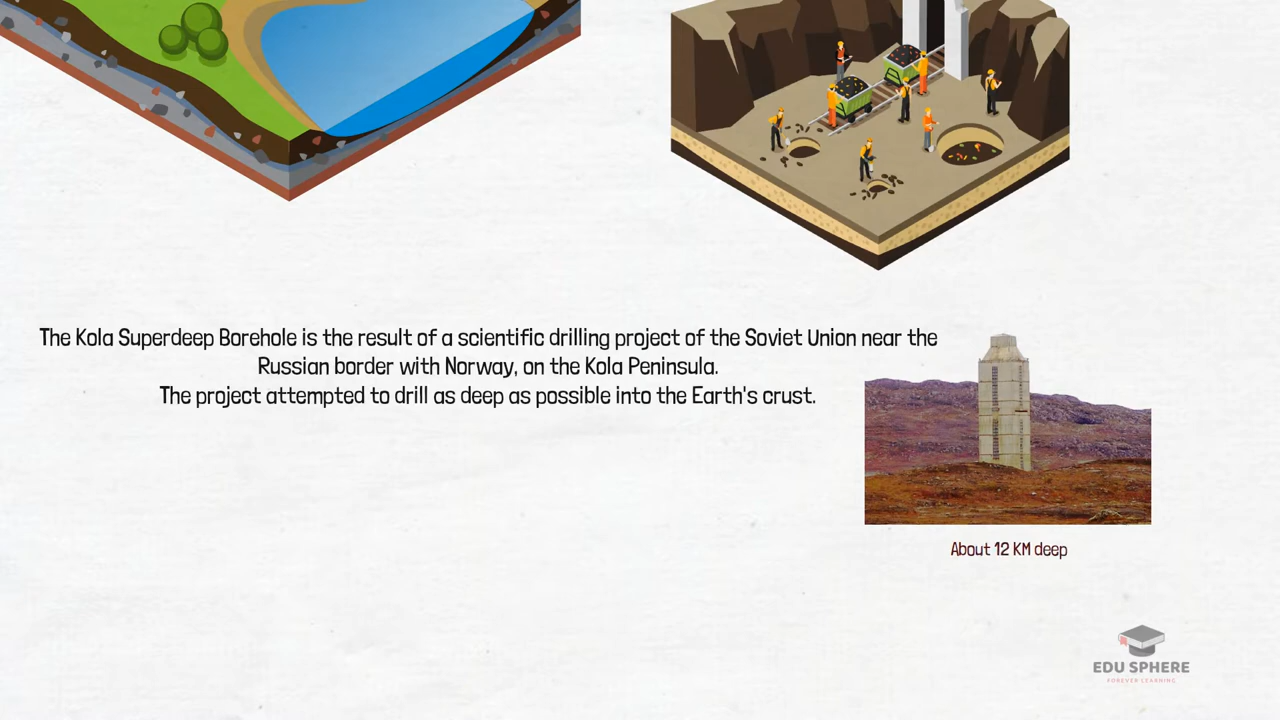 The Kola Superdeep Borehole is the result of a scientific drilling project of the Soviet Union near the
Russian border with Norway, on the Kola Peninsula.
The project attempted to drill as deep as possible into the Earth's crust.
About 12 KM deep
EDU SPHERE
FOREVER LEARNING